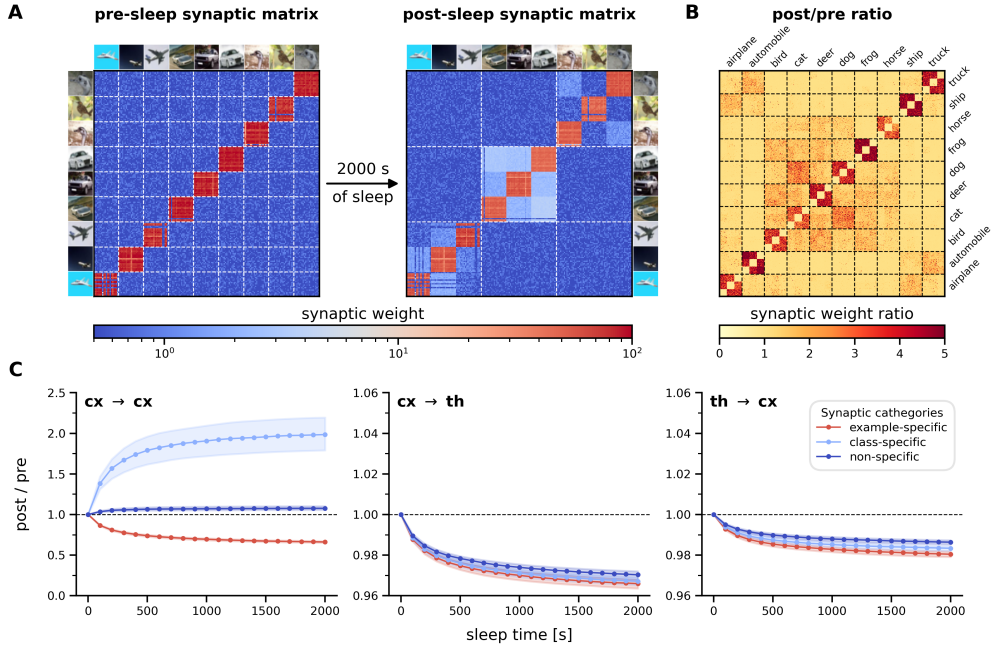 A
pre-sleep synaptic matrix
post-sleep synaptic matrix
2000 s
of sleep
synaptic weight
10⁰
10¹
10²
B
post/pre ratio
airplane
automobile
bird
cat
deer
dog
frog
horse
ship
truck
truck
ship
horse
frog
dog
deer
cat
bird
automobile
airplane
synaptic weight ratio
0 1 2 3 4 5
C
cx → cx
post / pre
2.5
2.0
1.5
1.0
0.5
0.0
0 500 1000 1500 2000
cx → th
1.06
1.04
1.02
1.00
0.98
0.96
0 500 1000 1500 2000
sleep time [s]
th → cx
1.06
1.04
1.02
1.00
0.98
0.96
0 500 1000 1500 2000
Synaptic cathegories
example-specific
class-specific
non-specific